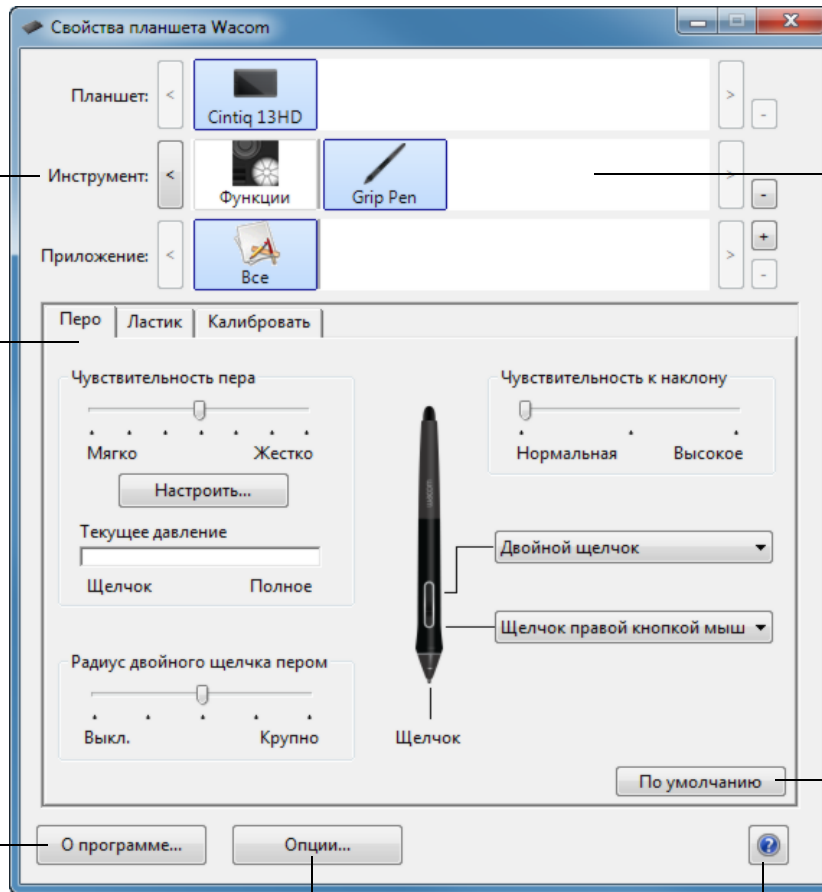 Свойства планшета Wacom
Планшет:
<
Cintiq 13HD
>
-
Инструмент:
<
Функции
Grip Pen
>
-
Приложение:
<
Все
>
+
-
Перо
Ластик
Калибровать
Чувствительность пера
Мягко Жестко
Настроить...
Текущее давление
Щелчок Полное
Радиус двойного щелчка пером
Выкл. Крупно
wacom
Щелчок
Чувствительность к наклону
Нормальная Высокое
Двойной щелчок
Щелчок правой кнопкой мыш
По умолчанию
О программе...
Опции...
?